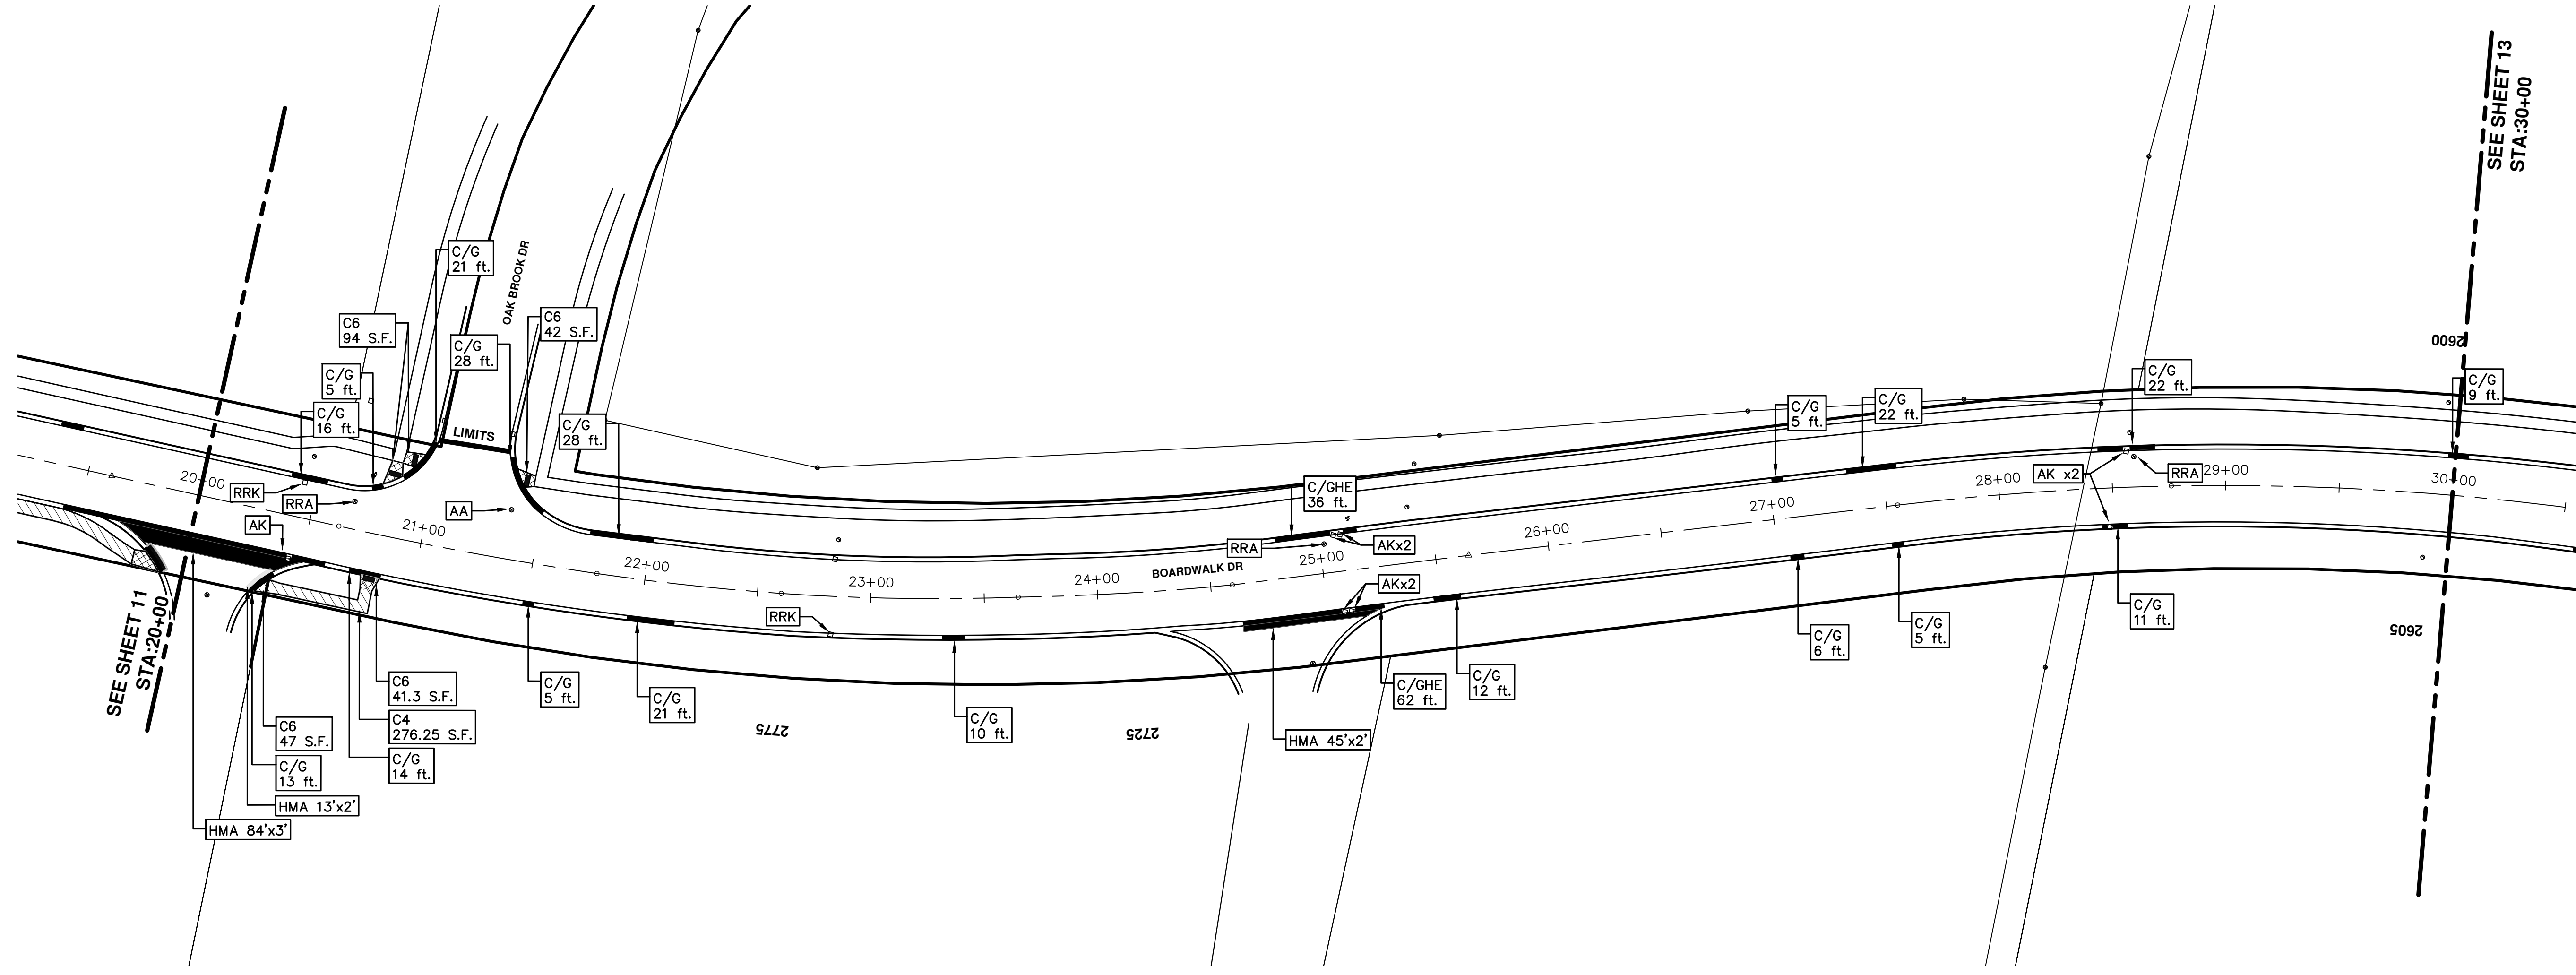 SEE SHEET 13
STA:30+00
OAK BROOK DR
C/G
21 ft.
C6
94 S.F.
C6
42 S.F.
C/G
28 ft.
C/G
5 ft.
C/G
16 ft.
LIMITS
C/G
28 ft.
2600
C/G
22 ft.
C/G
9 ft.
C/G
5 ft.
C/G
22 ft.
20+00
RRK
RRA
AA
AK
21+00
22+00
23+00
24+00
BOARDWALK DR
C/GHE
36 ft.
RRA
AKx2
25+00
26+00
27+00
28+00
AK x2
RRA
29+00
30+00
AKx2
RRK
SEE SHEET 11
STA:20+00
C6
41.3 S.F.
C4
276.25 S.F.
C6
47 S.F.
C/G
14 ft.
C/G
13 ft.
HMA 13'x2'
HMA 84'x3'
C/G
5 ft.
C/G
21 ft.
2775
C/G
10 ft.
2725
HMA 45'x2'
C/GHE
62 ft.
C/G
12 ft.
C/G
6 ft.
C/G
5 ft.
C/G
11 ft.
2605